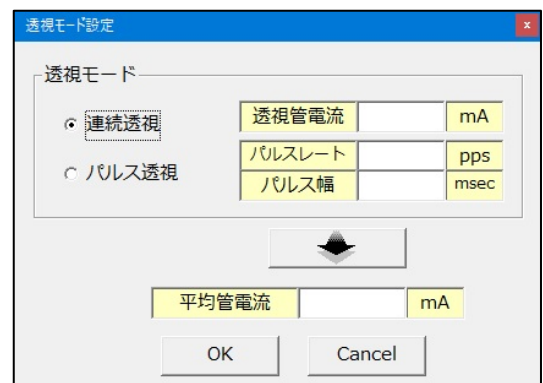 透視モード設定
x
透視モード
連続透視
透視管電流 mA
パルスレート pps
パルス透視
パルス幅 msec
平均管電流 mA
OK Cancel